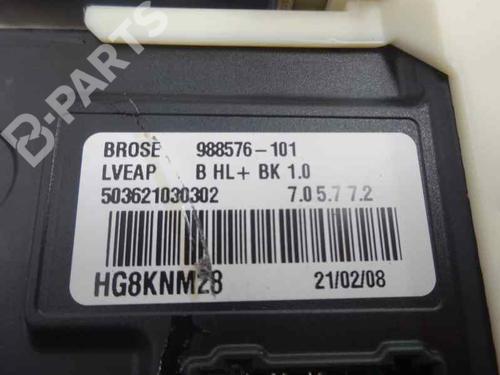 B-PARTS
BROSE 988576-101
LVEAP B HL+ BK 1.0
503621030302 7.0 5.7 7.2
HG8KNM28 21/02/08